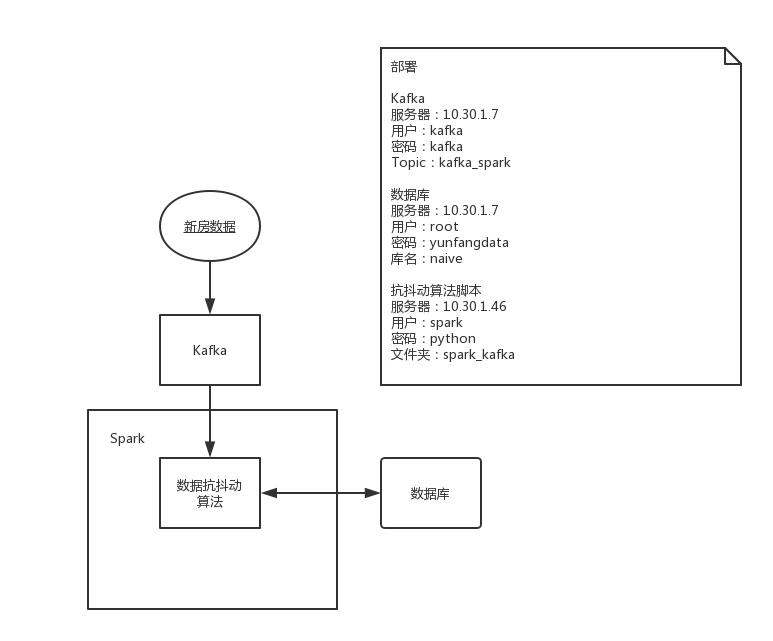 部署
Kafka
服务器：10.30.1.7
用户：kafka
密码：kafka
Topic：kafka_spark
数据库
服务器：10.30.1.7
用户：root
密码：yunfangdata
库名：naive
抗抖动算法脚本
服务器：10.30.1.46
用户：spark
密码：python
文件夹：spark_kafka
新房数据
Kafka
Spark
数据抗抖动
算法
数据库